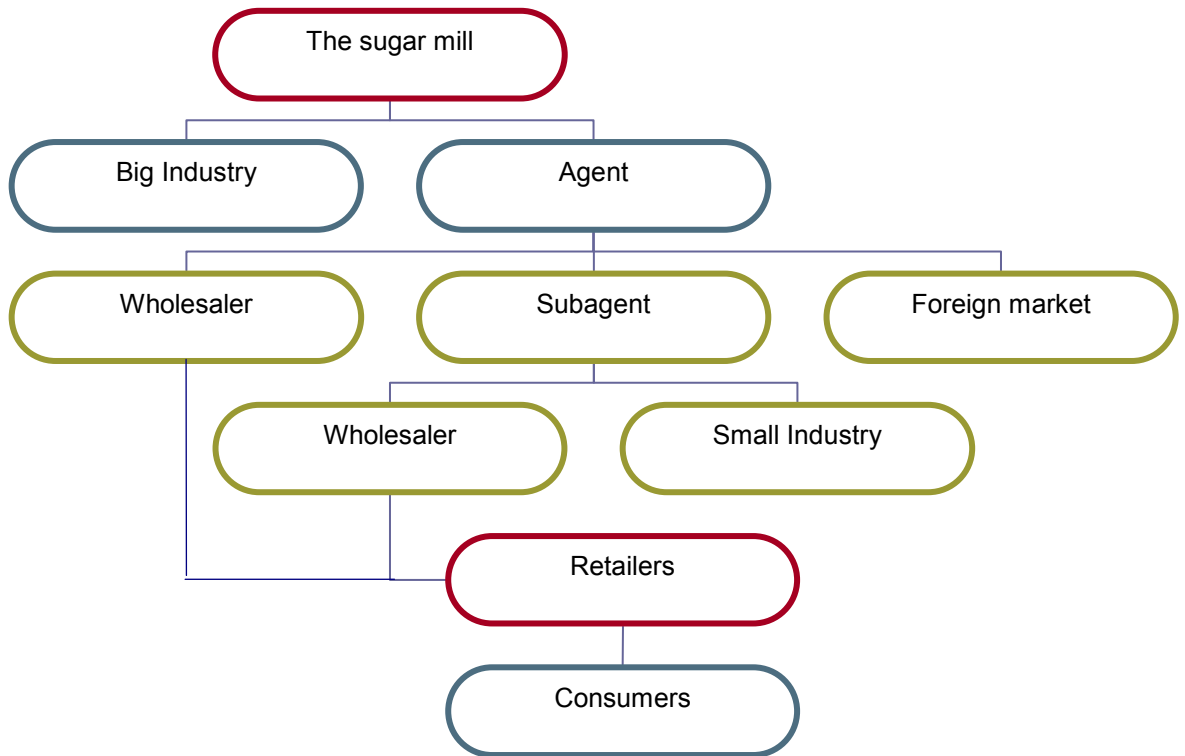 The sugar mill
Big Industry
Agent
Wholesaler
Subagent
Foreign market
Wholesaler
Small Industry
Retailers
Consumers